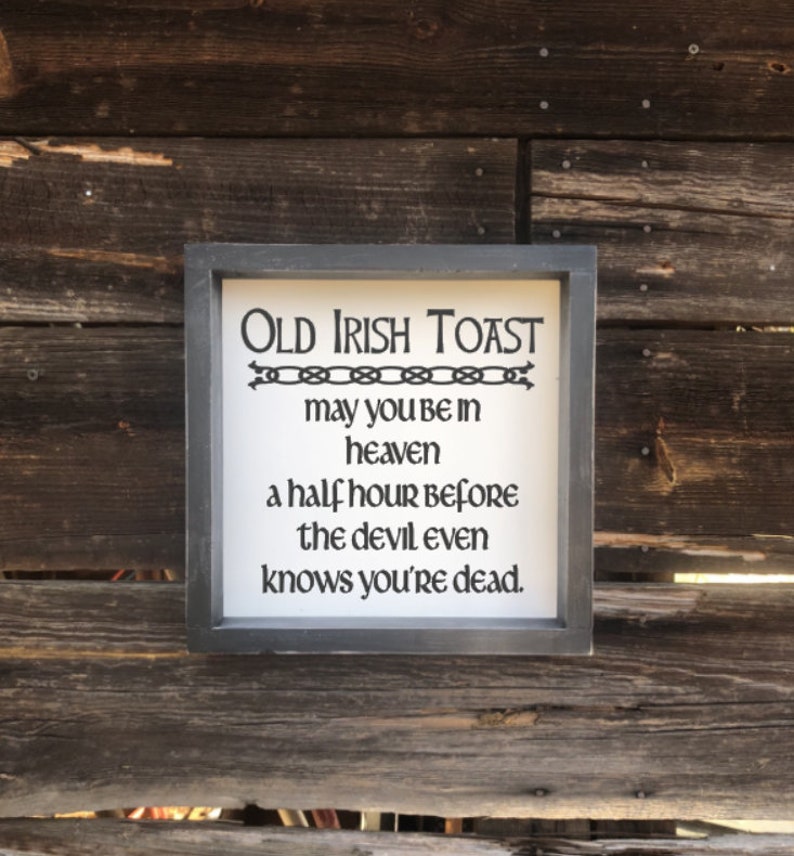 Old Irish Toast
may you be in
heaven
a half hour before
the devil even
knows you're dead.